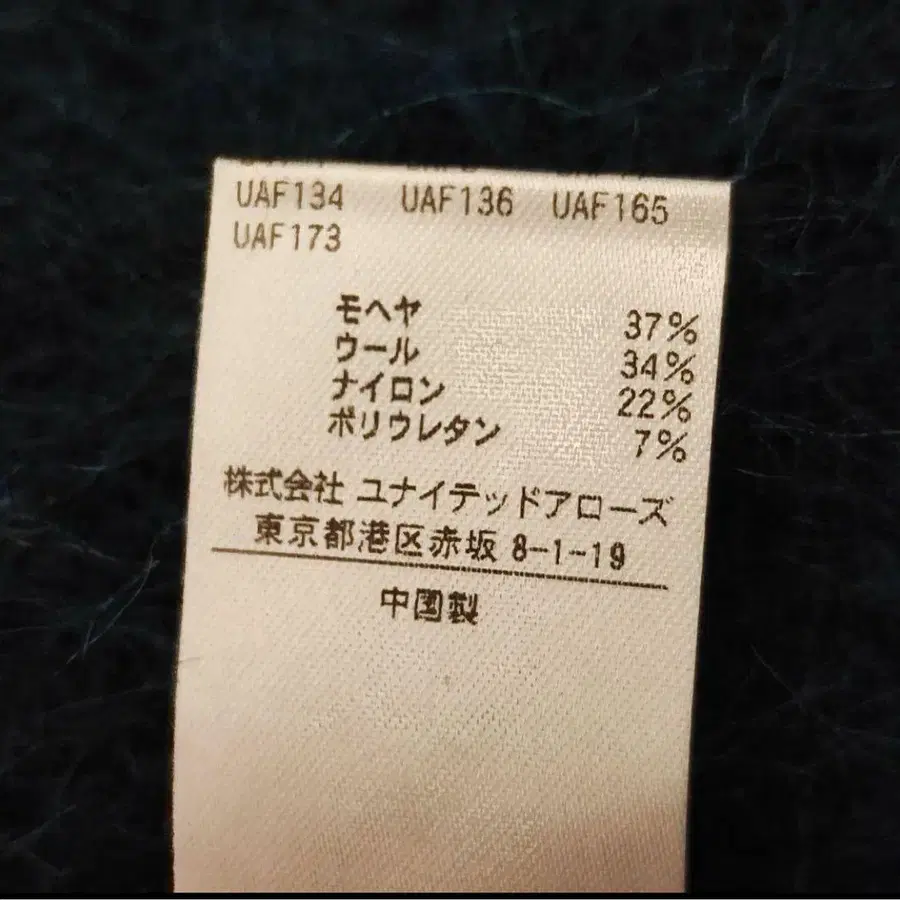 UAF134 UAF136 UAF165
UAF173
モヘヤ 37%
ウール 34%
ナイロン 22%
ポリウレタン 7%
株式会社 ユナイテッドアローズ
東京都港区赤坂 8-1-19
中国製